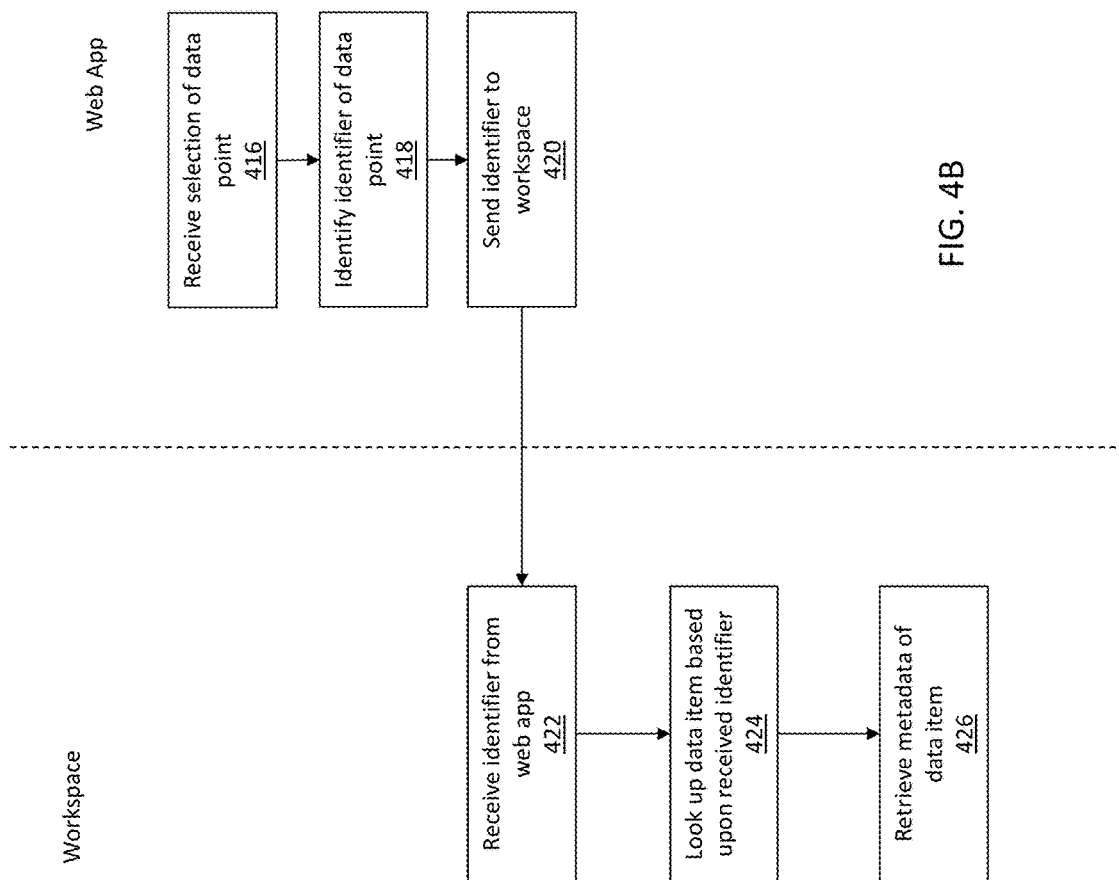 Workspace
Web App
Receive selection of data
point
416
Identify identifier of data
point
418
Send identifier to
workspace
420
Receive identifier from
web app
422
Look up data item based
upon received identifier
424
Retrieve metadata of
data item
426
FIG. 4B